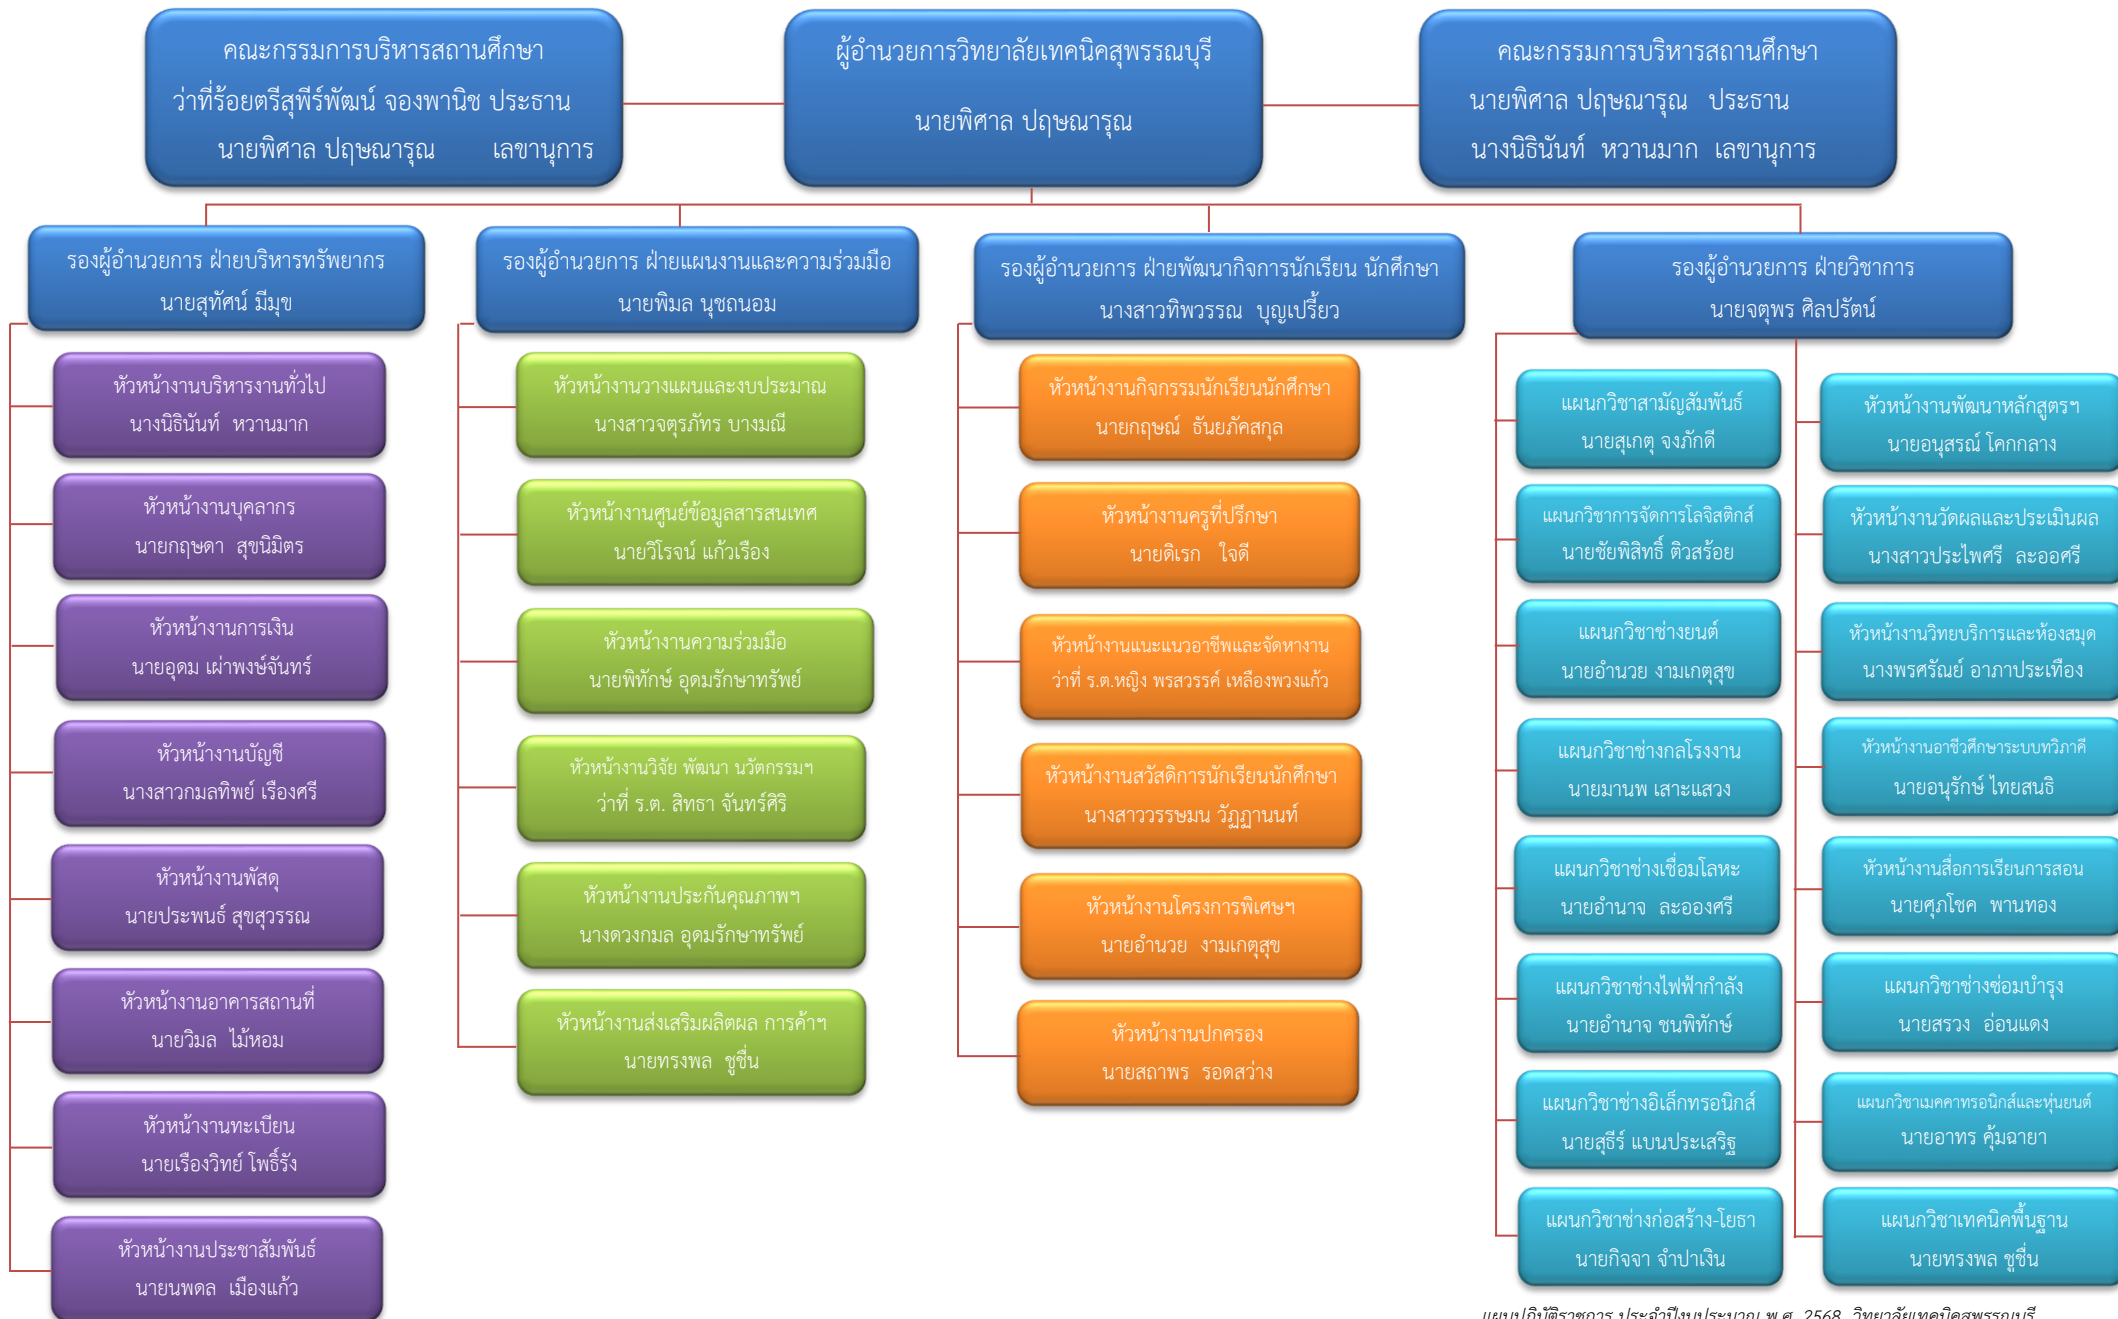 คณะกรรมการบริหารสถานศึกษา
ว่าที่ร้อยตรีสุพีร์พัฒน์ จองพานิช ประธาน
นายพิศาล ปฤษณารุณ เลขานุการ
ผู้อำนวยการวิทยาลัยเทคนิคสุพรรณบุรี
นายพิศาล ปฤษณารุณ
คณะกรรมการบริหารสถานศึกษา
นายพิศาล ปฤษณารุณ ประธาน
นางนิธินันท์ หวานมาก เลขานุการ
รองผู้อำนวยการ ฝ่ายบริหารทรัพยากร
นายสุทัศน์ มีมุข
หัวหน้างานบริหารงานทั่วไป
นางนิธินันท์ หวานมาก
หัวหน้างานบุคลากร
นายกฤษดา สุขนิมิตร
หัวหน้างานการเงิน
นายอุดม เผ่าพงษ์จันทร์
หัวหน้างานบัญชี
นางสาวกมลทิพย์ เรืองศรี
หัวหน้างานพัสดุ
นายประพนธ์ สุขสุวรรณ
หัวหน้างานอาคารสถานที่
นายวิมล ไม้หอม
หัวหน้างานทะเบียน
นายเรืองวิทย์ โพธิ์รัง
หัวหน้างานประชาสัมพันธ์
นายนพดล เมืองแก้ว
รองผู้อำนวยการ ฝ่ายแผนงานและความร่วมมือ
นายพิมล นุชถนอม
หัวหน้างานวางแผนและงบประมาณ
นางสาวจตุรภัทร บางมณี
หัวหน้างานศูนย์ข้อมูลสารสนเทศ
นายวิโรจน์ แก้วเรือง
หัวหน้างานความร่วมมือ
นายพิทักษ์ อุดมรักษาทรัพย์
หัวหน้างานวิจัย พัฒนา นวัตกรรมฯ
ว่าที่ ร.ต. สิทธา จันทร์ศิริ
หัวหน้างานประกันคุณภาพฯ
นางดวงกมล อุดมรักษาทรัพย์
หัวหน้างานส่งเสริมผลิตผล การค้าฯ
นายทรงพล ชูชื่น
รองผู้อำนวยการ ฝ่ายพัฒนากิจการนักเรียน นักศึกษา
นางสาวทิพวรรณ บุญเปรี้ยว
หัวหน้างานกิจกรรมนักเรียนนักศึกษา
นายกฤษณ์ ธันยภัคสกุล
หัวหน้างานครูที่ปรึกษา
นายดิเรก ใจดี
หัวหน้างานแนะแนวอาชีพและจัดหางาน
ว่าที่ ร.ต.หญิง พรสวรรค์ เหลืองพวงแก้ว
หัวหน้างานสวัสดิการนักเรียนนักศึกษา
นางสาววรรษมน วัฏฏานนท์
หัวหน้างานโครงการพิเศษฯ
นายอำนวย งามเกตุสุข
หัวหน้างานปกครอง
นายสถาพร รอดสว่าง
รองผู้อำนวยการ ฝ่ายวิชาการ
นายจตุพร ศิลปรัตน์
แผนกวิชาสามัญสัมพันธ์
นายสุเกตุ จงภักดี
แผนกวิชาการจัดการโลจิสติกส์
นายชัยพิสิทธิ์ ติวสร้อย
แผนกวิชาช่างยนต์
นายอำนวย งามเกตุสุข
แผนกวิชาช่างกลโรงงาน
นายมานพ เสาะแสวง
แผนกวิชาช่างเชื่อมโลหะ
นายอำนาจ ละอองศรี
แผนกวิชาช่างไฟฟ้ากำลัง
นายอำนาจ ชนพิทักษ์
แผนกวิชาช่างอิเล็กทรอนิกส์
นายสุธีร์ แบนประเสริฐ
แผนกวิชาช่างก่อสร้าง-โยธา
นายกิจจา จำปาเงิน
หัวหน้างานพัฒนาหลักสูตรฯ
นายอนุสรณ์ โคกกลาง
หัวหน้างานวัดผลและประเมินผล
นางสาวประไพศรี ละออศรี
หัวหน้างานวิทยบริการและห้องสมุด
นางพรศรัณย์ อาภาประเทือง
หัวหน้างานอาชีวศึกษาระบบทวิภาคี
นายอนุรักษ์ ไทยสนธิ
หัวหน้างานสื่อการเรียนการสอน
นายศุภโชค พานทอง
แผนกวิชาช่างซ่อมบำรุง
นายสรวง อ่อนแดง
แผนกวิชาเมคคาทรอนิกส์และหุ่นยนต์
นายอาทร คุ้มฉายา
แผนกวิชาเทคนิคพื้นฐาน
นายทรงพล ชูชื่น
แผนปฏิบัติราชการ ประจำปีงบประมาณ พ.ศ. 2568 วิทยาลัยเทคนิคสุพรรณบุรี